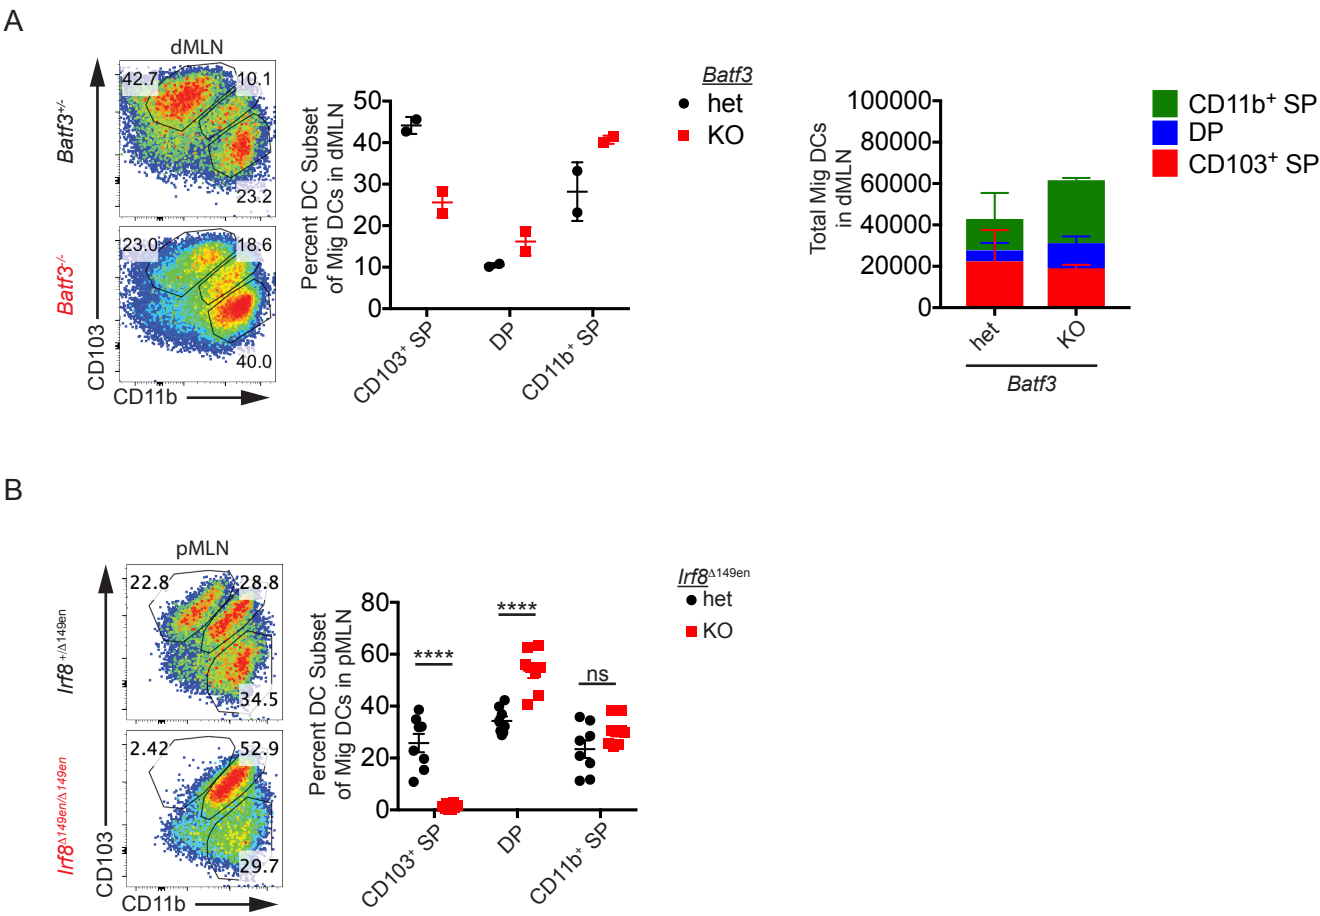 A
dMLN
42.7
10.1
23.2
Batf3+/-
23.0
18.6
40.0
Batf3-/-
CD103
CD11b
Percent DC Subset
of Mig DCs in dMLN
50
40
30
20
10
0
CD103+ SP
DP
CD11b+ SP
Batf3
het
KO
Total Mig DCs
in dMLN
100000
80000
60000
40000
20000
0
het
KO
Batf3
CD11b+ SP
DP
CD103+ SP
B
pMLN
22.8
28.8
34.5
Irf8+/Δ149en
2.42
52.9
29.7
Irf8Δ149en/Δ149en
CD103
CD11b
Percent DC Subset
of Mig DCs in pMLN
80
60
40
20
0
****
****
ns
CD103+ SP
DP
CD11b+ SP
Irf8Δ149en
het
KO